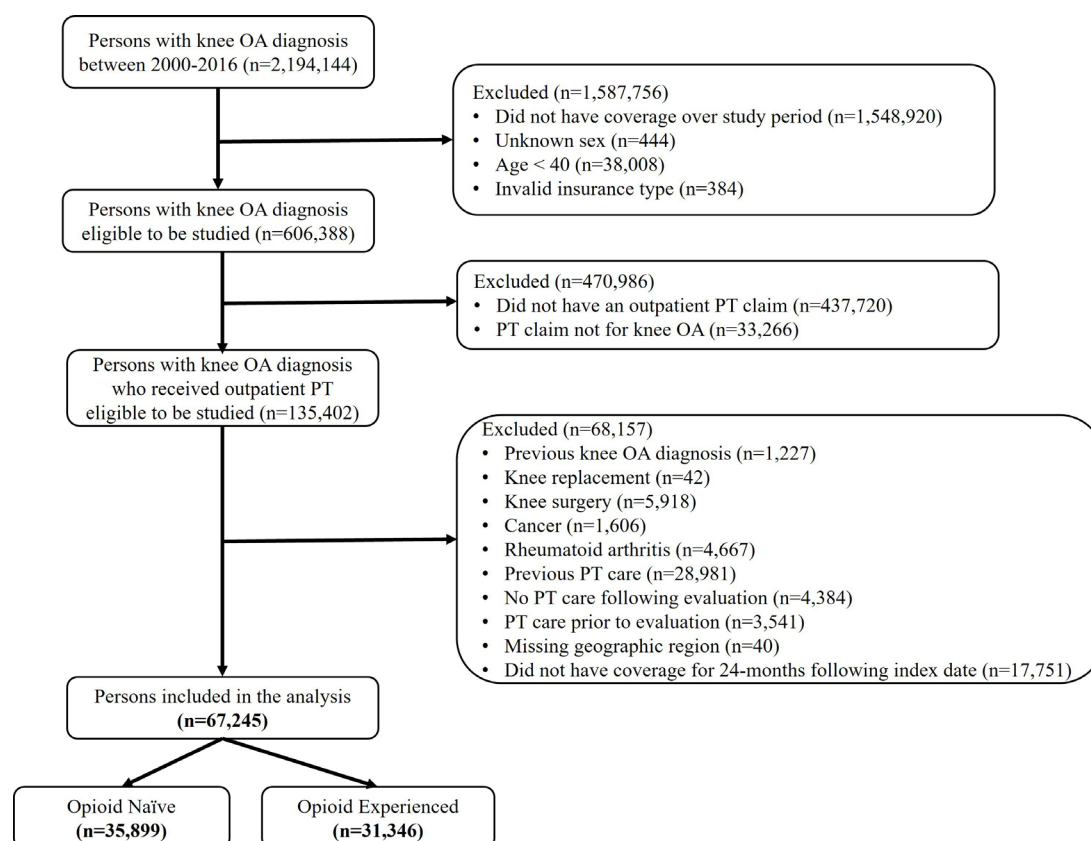 Persons with knee OA diagnosis
between 2000-2016 (n=2,194,144)
Excluded (n=1,587,756)
• Did not have coverage over study period (n=1,548,920)
• Unknown sex (n=444)
• Age < 40 (n=38,008)
• Invalid insurance type (n=384)
Persons with knee OA diagnosis
eligible to be studied (n=606,388)
Excluded (n=470,986)
• Did not have an outpatient PT claim (n=437,720)
• PT claim not for knee OA (n=33,266)
Persons with knee OA diagnosis
who received outpatient PT
eligible to be studied (n=135,402)
Excluded (n=68,157)
• Previous knee OA diagnosis (n=1,227)
• Knee replacement (n=42)
• Knee surgery (n=5,918)
• Cancer (n=1,606)
• Rheumatoid arthritis (n=4,667)
• Previous PT care (n=28,981)
• No PT care following evaluation (n=4,384)
• PT care prior to evaluation (n=3,541)
• Missing geographic region (n=40)
• Did not have coverage for 24-months following index date (n=17,751)
Persons included in the analysis
(n=67,245)
Opioid Naïve
(n=35,899)
Opioid Experienced
(n=31,346)